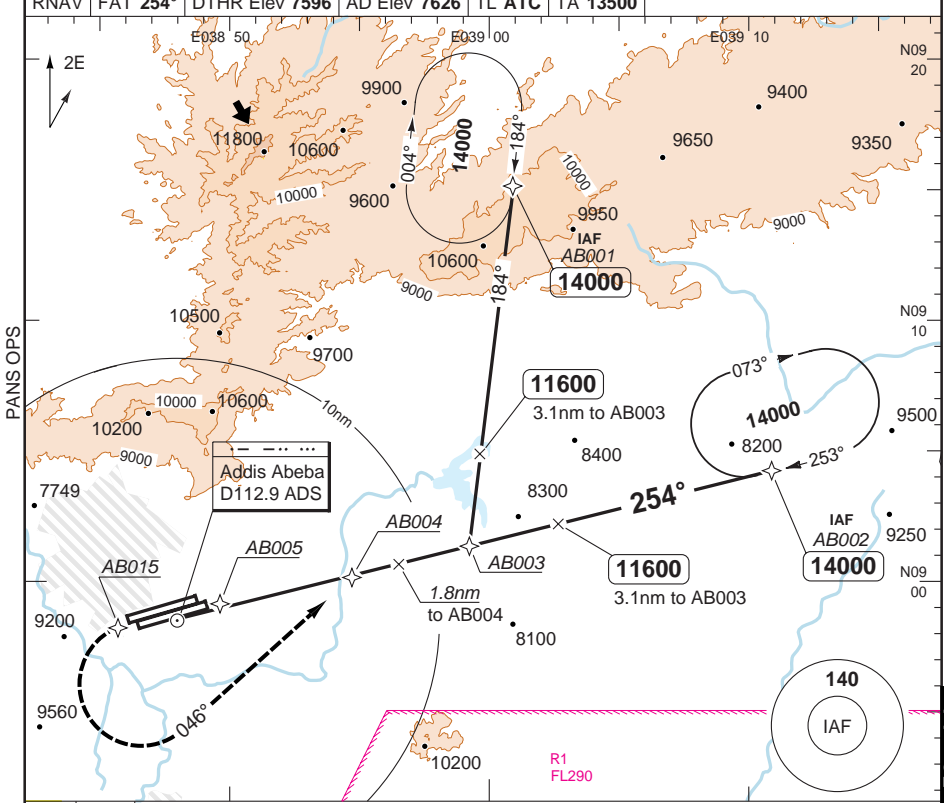 RNAV FAT 254° DTHR Elev 7596 AD Elev 7626 TL ATC TA 13500
E038 50
E039 00
E039 10
N09
20
2E
9900
9400
11800
10600
004°
14000
184°
9650
9350
10000
9600
10000
9950
IAF
AB001
14000
10600
9000
9000
184°
PANS OPS
10500
9700
N09
10
073°
11600
3.1nm to AB003
14000
10000
10600
10nm
10200
9500
8200
8400
253°
9000
Addis Abeba
D112.9 ADS
7749
8300
254°
IAF
AB002
14000
9250
AB004
AB005
AB015
AB003
11600
3.1nm to AB003
N09
00
1.8nm
to AB004
9200
8100
046°
9560
140
IAF
10200
R1
FL290